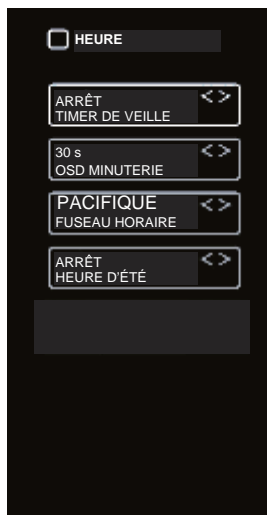 HEURE
ARRÊT
TIMER DE VEILLE
30 s
OSD MINUTERIE
PACIFIQUE
FUSEAU HORAIRE
ARRÊT
HEURE D'ÉTÉ